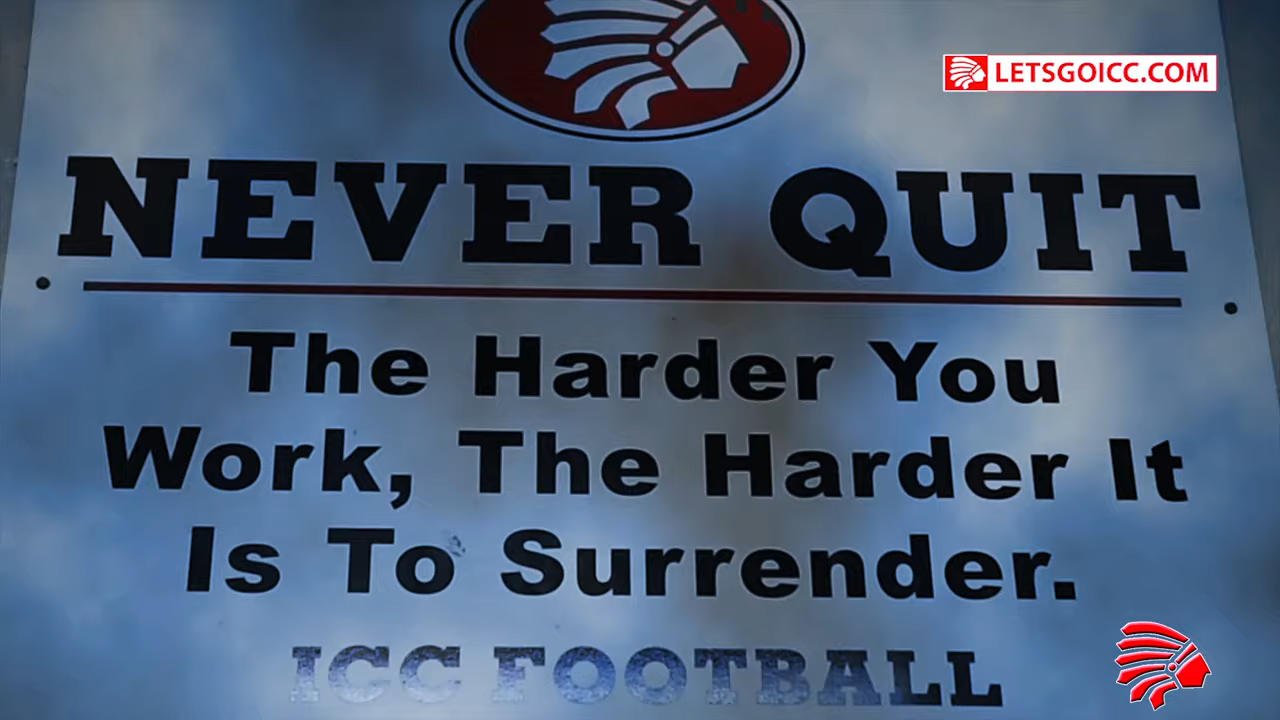 LETSGOICC.COM
NEVER QUIT
The Harder You
Work, The Harder It
Is To Surrender.
ICC FOOTBALL